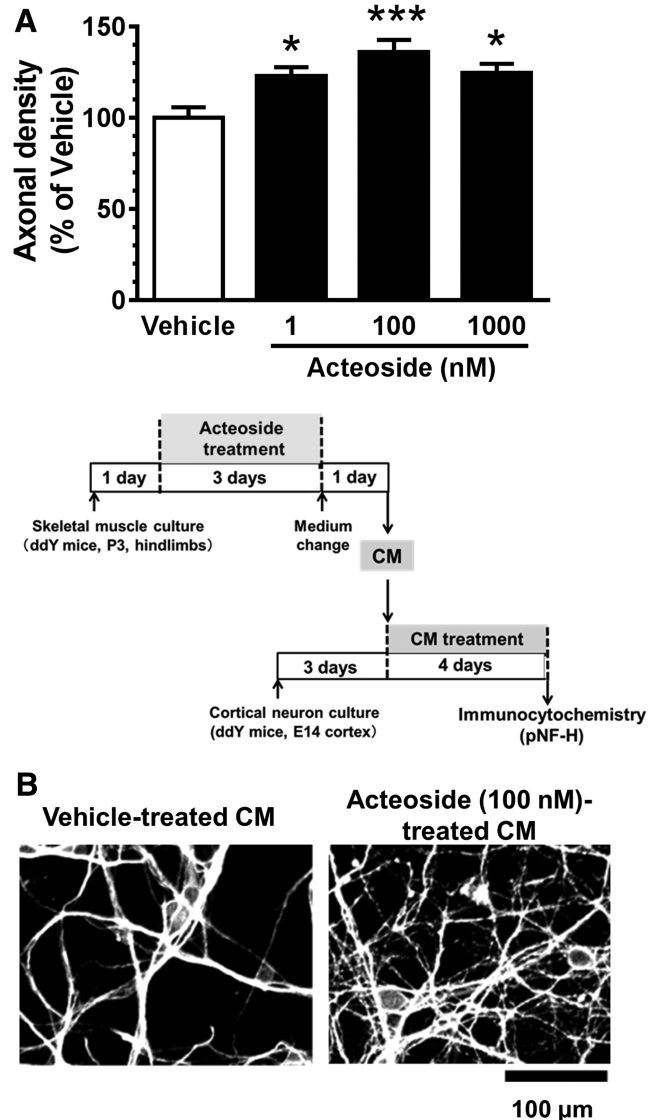 A
Axonal density
(% of Vehicle)
150
100
50
0
*
***
*
Vehicle
1
100
1000
Acteoside (nM)
Acteoside
treatment
1 day
3 days
1 day
Skeletal muscle culture
(ddY mice, P3, hindlimbs)
Medium
change
CM
CM treatment
3 days
4 days
Cortical neuron culture
(ddY mice, E14 cortex)
Immunocytochemistry
(pNF-H)
B
Vehicle-treated CM
Acteoside (100 nM)-
treated CM
100 μm